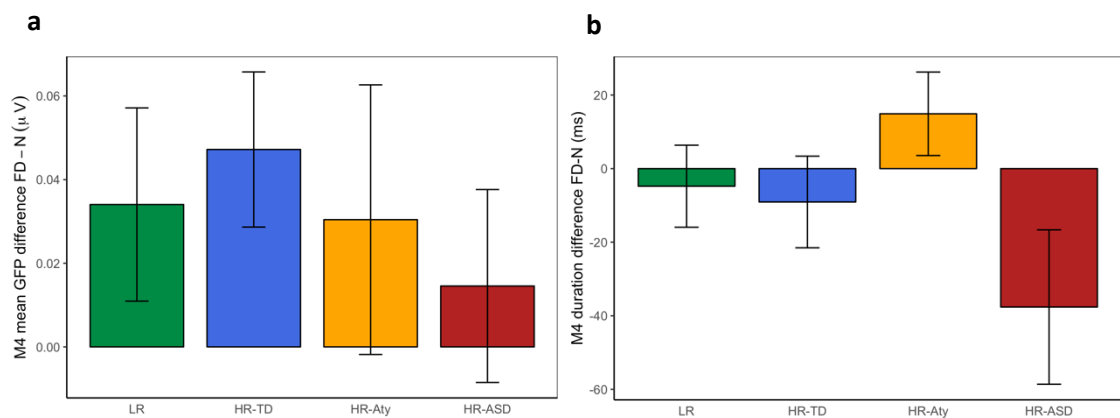 a
M4 mean GFP difference FD – N (μ V)
0.06
0.04
0.02
0.00
LR HR-TD HR-Aty HR-ASD
b
M4 duration difference FD-N (ms)
20
0
-20
-40
-60
LR HR-TD HR-Aty HR-ASD